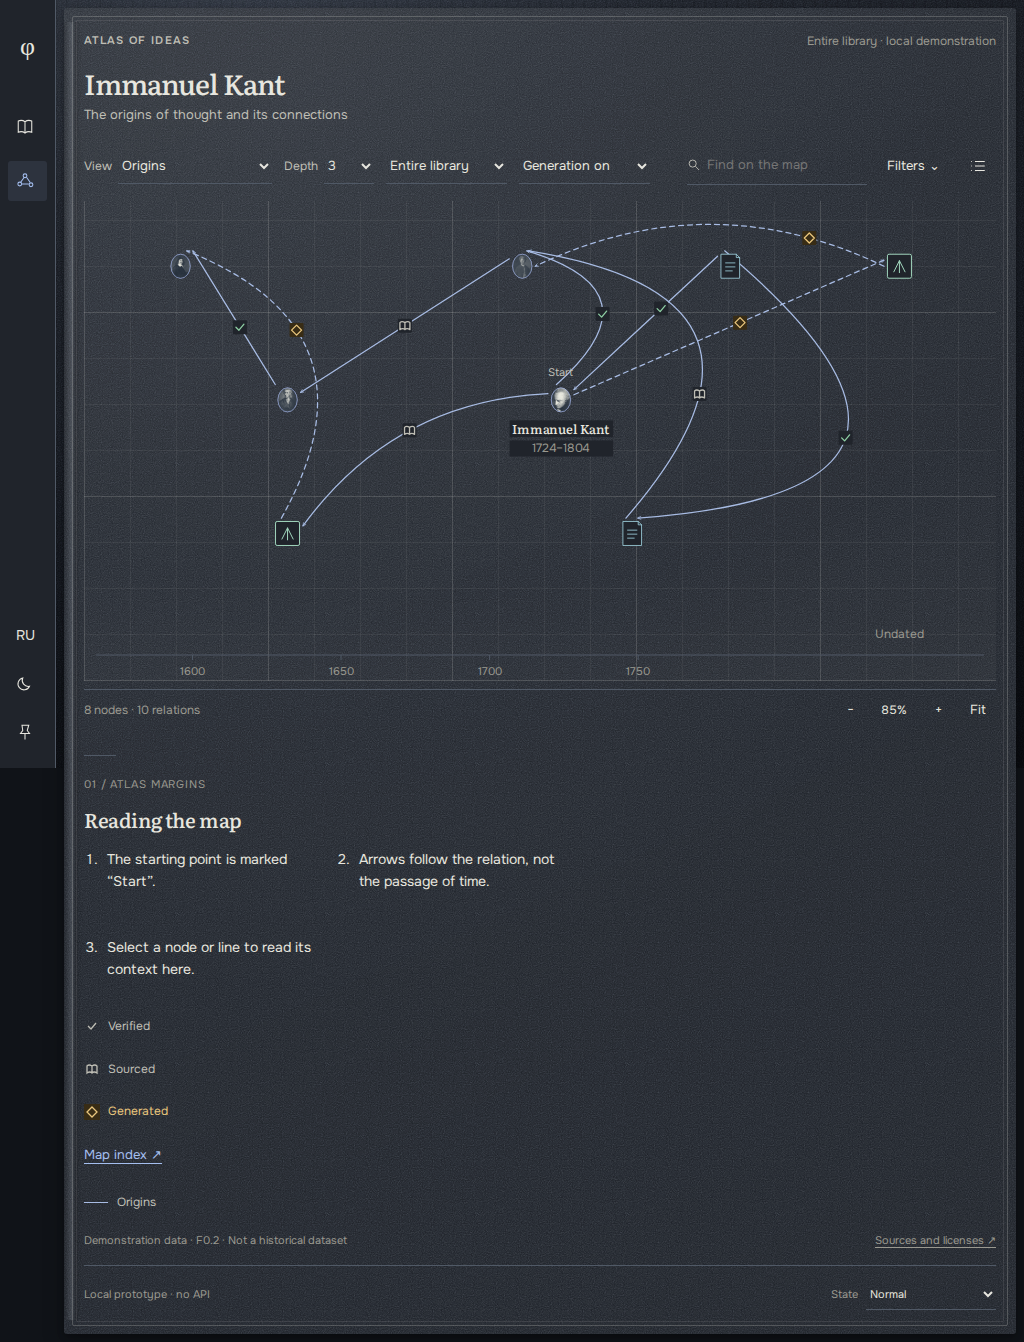 φ
ATLAS OF IDEAS
Entire library · local demonstration
Immanuel Kant
The origins of thought and its connections
View Origins Depth 3 Entire library Generation on Find on the map Filters
Start
Immanuel Kant
1724–1804
Undated
1600 1650 1700 1750
8 nodes · 10 relations
− 85% + Fit
RU
01 / ATLAS MARGINS
Reading the map
1. The starting point is marked
“Start”.
2. Arrows follow the relation, not
the passage of time.
3. Select a node or line to read its
context here.
Verified
Sourced
Generated
Map index ↗
Origins
Demonstration data · F0.2 · Not a historical dataset
Sources and licenses ↗
Local prototype · no API
State Normal